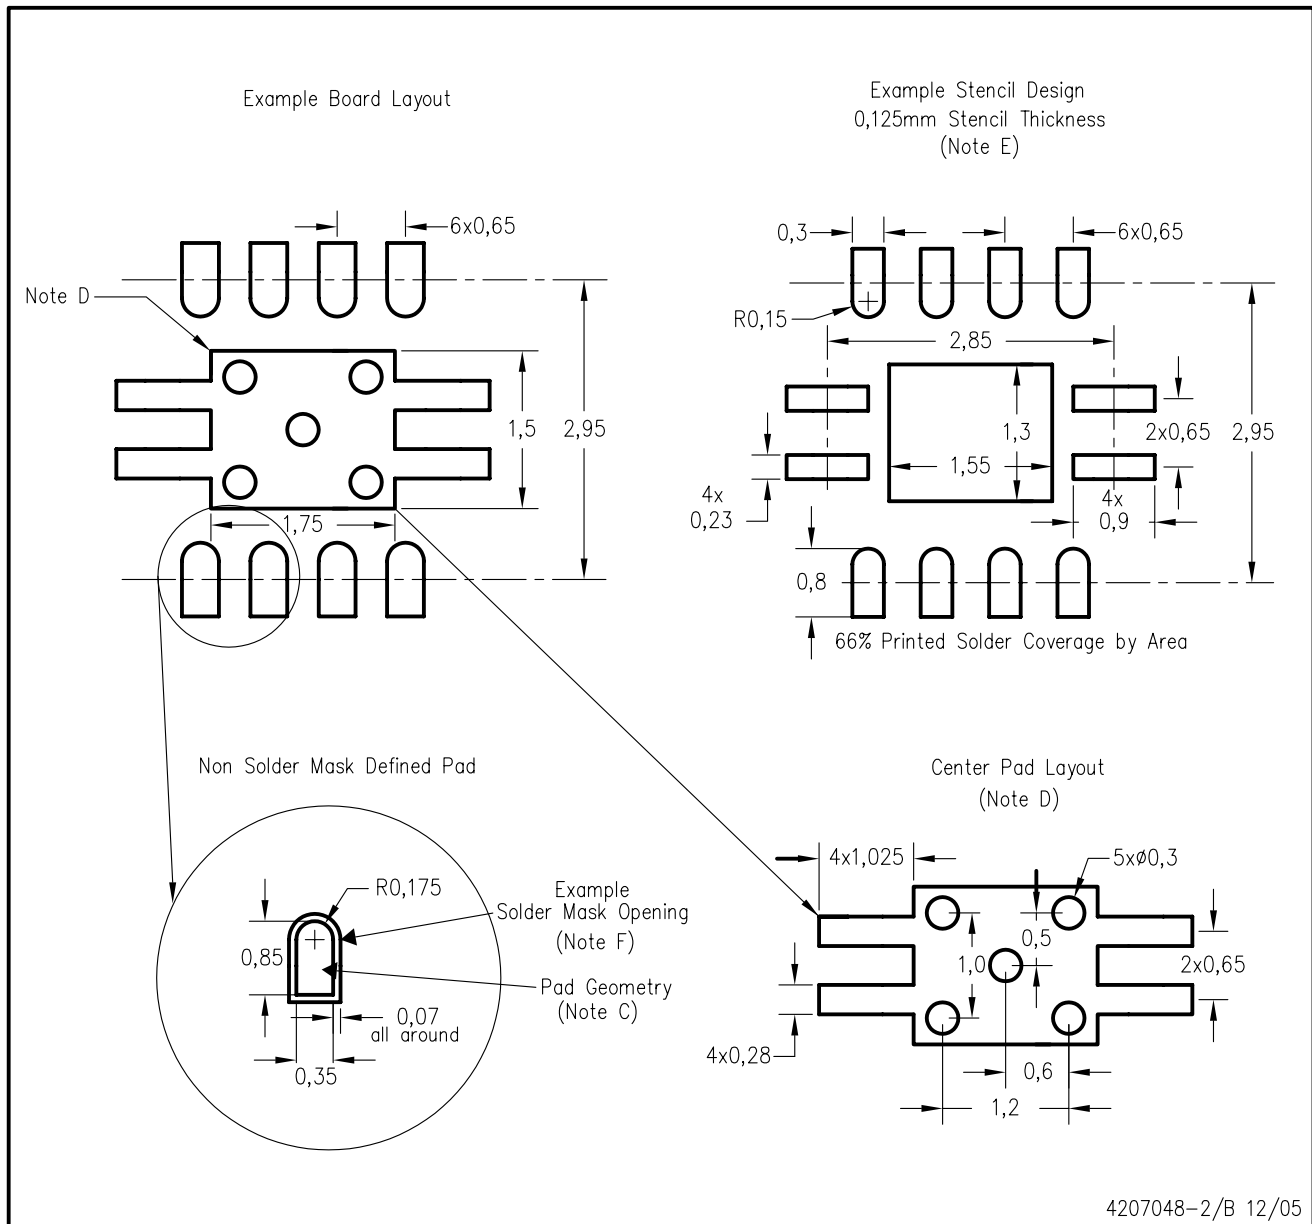 Example Board Layout
6x0,65
Note D
1,5
2,95
1,75
Example Stencil Design
0,125mm Stencil Thickness
(Note E)
0,3
6x0,65
R0,15
2,85
1,3
1,55
2x0,65
2,95
4x
0,23
4x
0,9
0,8
66% Printed Solder Coverage by Area
Non Solder Mask Defined Pad
R0,175
Example
Solder Mask Opening
(Note F)
0,85
Pad Geometry
(Note C)
0,07
all around
0,35
Center Pad Layout
(Note D)
4x1,025
5xø0,3
0,5
1,0
2x0,65
4x0,28
0,6
1,2
4207048-2/B 12/05